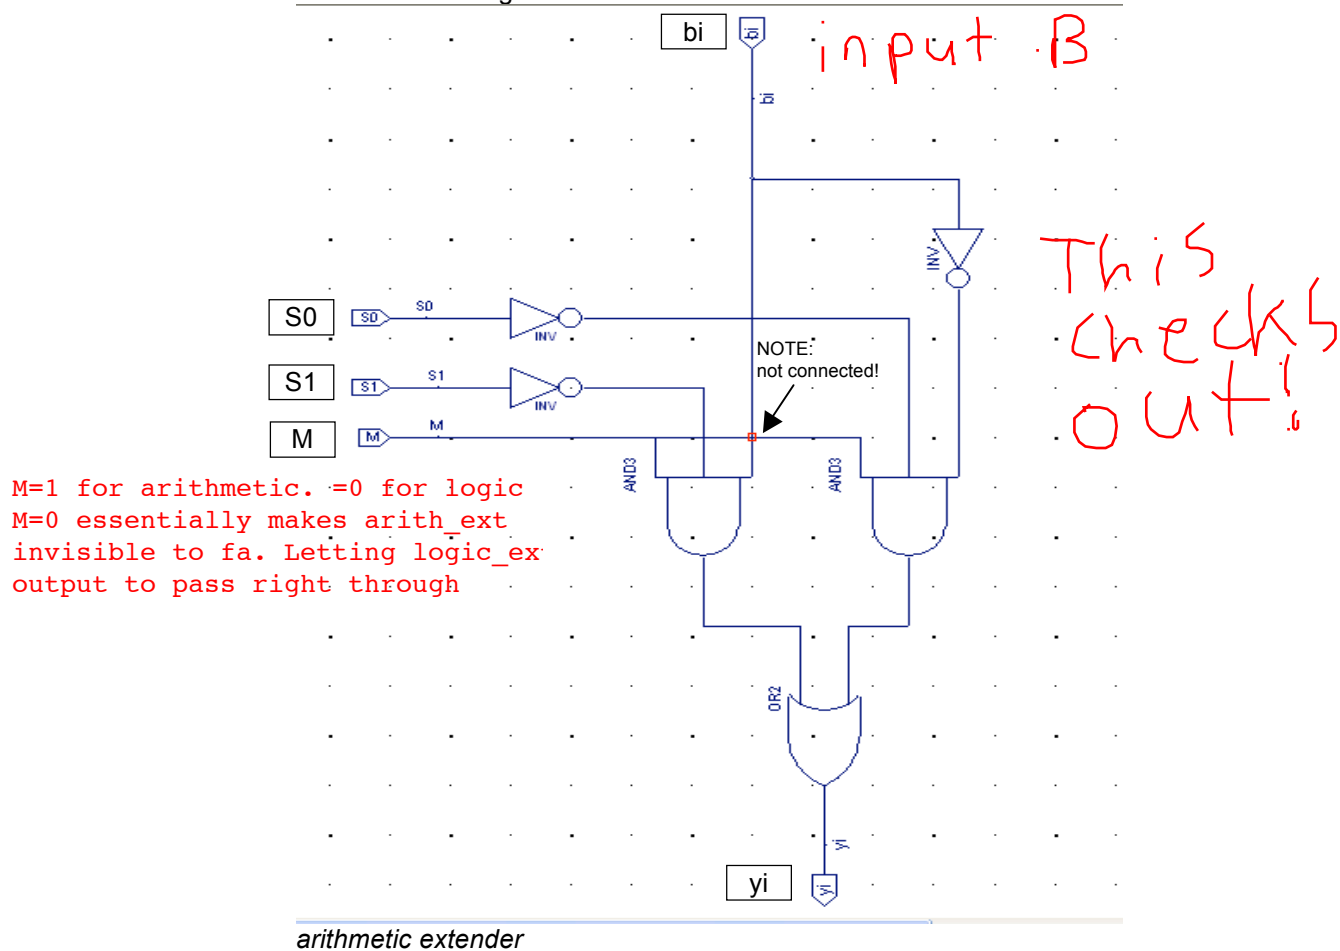 bi
bi
input B
bi
INV
This
checks
out!
S0
S0
S0
INV
NOTE:
not connected!
S1
S1
S1
INV
M
M
M
AND3
AND3
M=1 for arithmetic. =0 for logic
M=0 essentially makes arith_ext
invisible to fa. Letting logic_ex
output to pass right through
OR2
yi
yi
yi
arithmetic extender